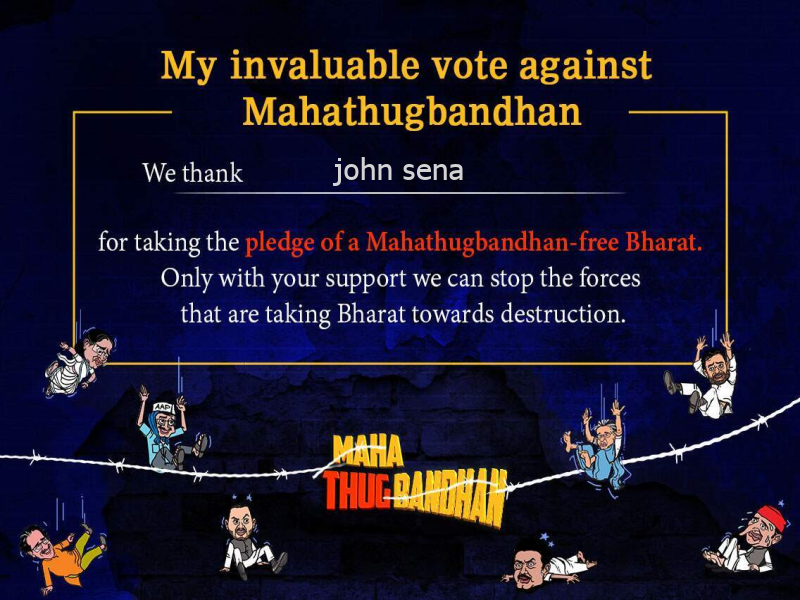 My invaluable vote against
Mahathugbandhan
We thank john sena
for taking the pledge of a Mahathugbandhan-free Bharat.
Only with your support we can stop the forces
that are taking Bharat towards destruction.
AAP
MAHA
THUGBANDHAN